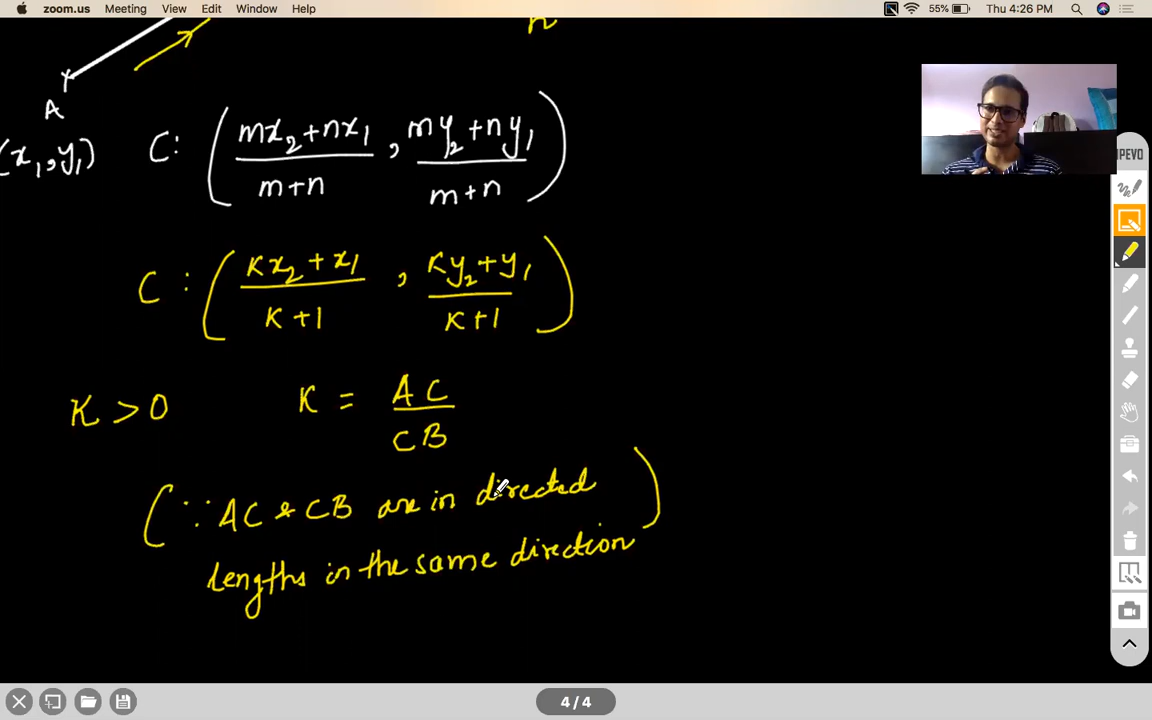 zoom.us Meeting View Edit Window Help 55% Thu 4:26 PM
n
A
(x₁,y₁) C: ( mx₂+nx₁ / m+n , my₂+ny₁ / m+n )
C: ( Kx₂+x₁ / K+1 , Ky₂+y₁ / K+1 )
K > 0 K = AC / CB
( ∵ AC & CB are in directed
lengths in the same direction )
IPEVO
4 / 4